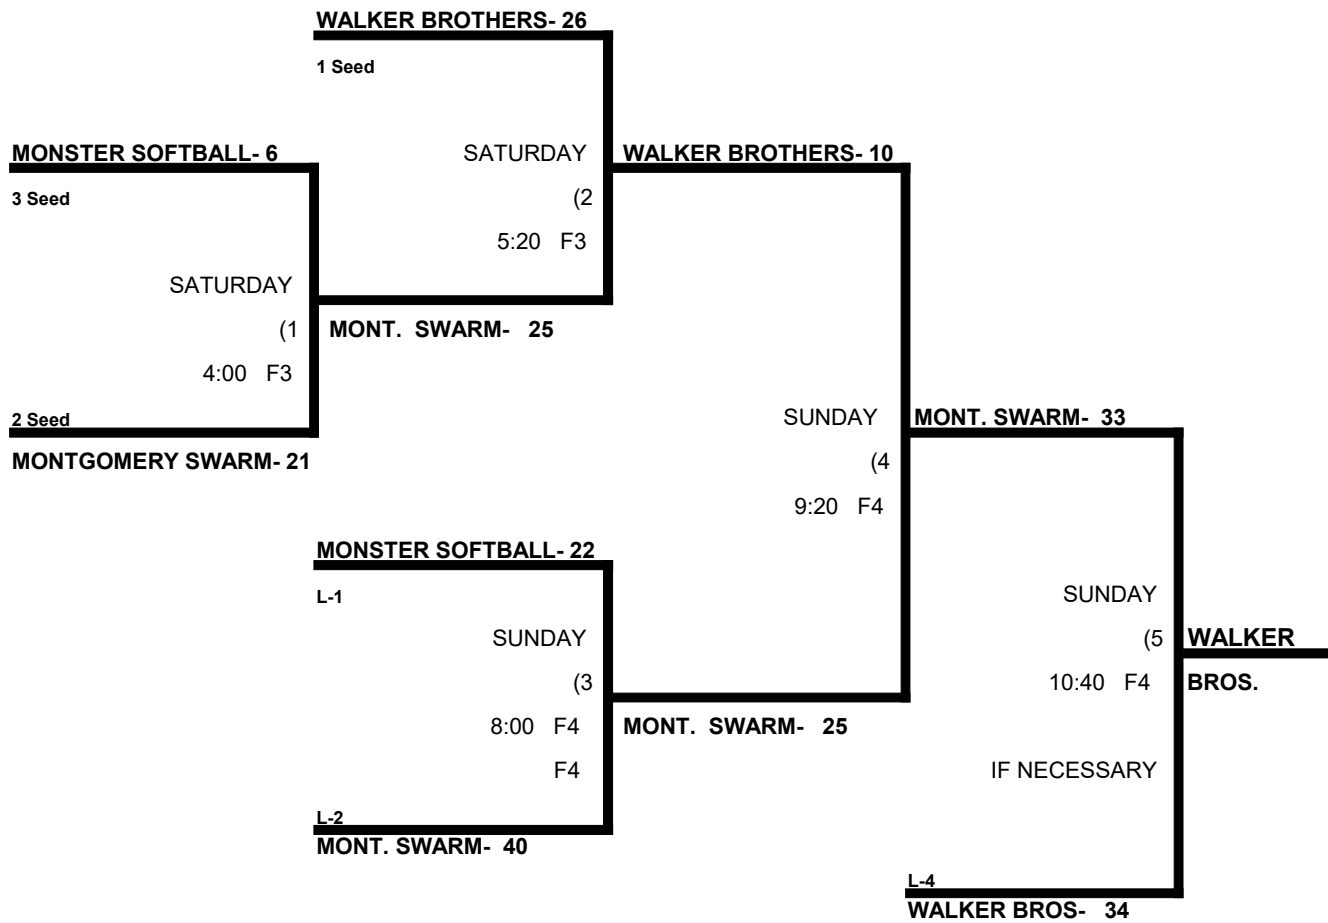 WALKER BROTHERS- 26
1 Seed
MONSTER SOFTBALL- 6
3 Seed
SATURDAY
(2
5:20 F3
WALKER BROTHERS- 10
SATURDAY
(1
4:00 F3
MONT. SWARM- 25
2 Seed
MONTGOMERY SWARM- 21
SUNDAY
(4
9:20 F4
MONT. SWARM- 33
MONSTER SOFTBALL- 22
L-1
SUNDAY
(3
8:00 F4
F4
MONT. SWARM- 25
L-2
MONT. SWARM- 40
SUNDAY
(5
10:40 F4
IF NECESSARY
WALKER
BROS.
L-4
WALKER BROS- 34